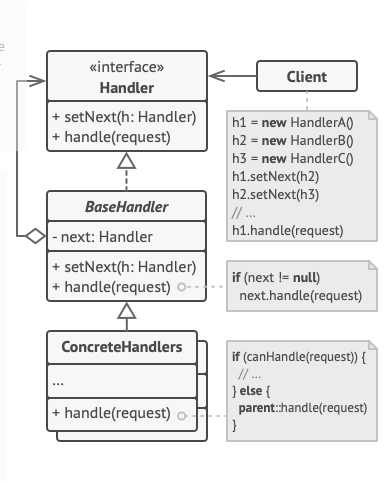 «interface»
Handler
+ setNext(h: Handler)
+ handle(request)
Client
h1 = new HandlerA()
h2 = new HandlerB()
h3 = new HandlerC()
h1.setNext(h2)
h2.setNext(h3)
// ...
h1.handle(request)
BaseHandler
- next: Handler
+ setNext(h: Handler)
+ handle(request)
if (next != null)
next.handle(request)
ConcreteHandlers
...
+ handle(request)
if (canHandle(request)) {
// ...
} else {
parent::handle(request)
}